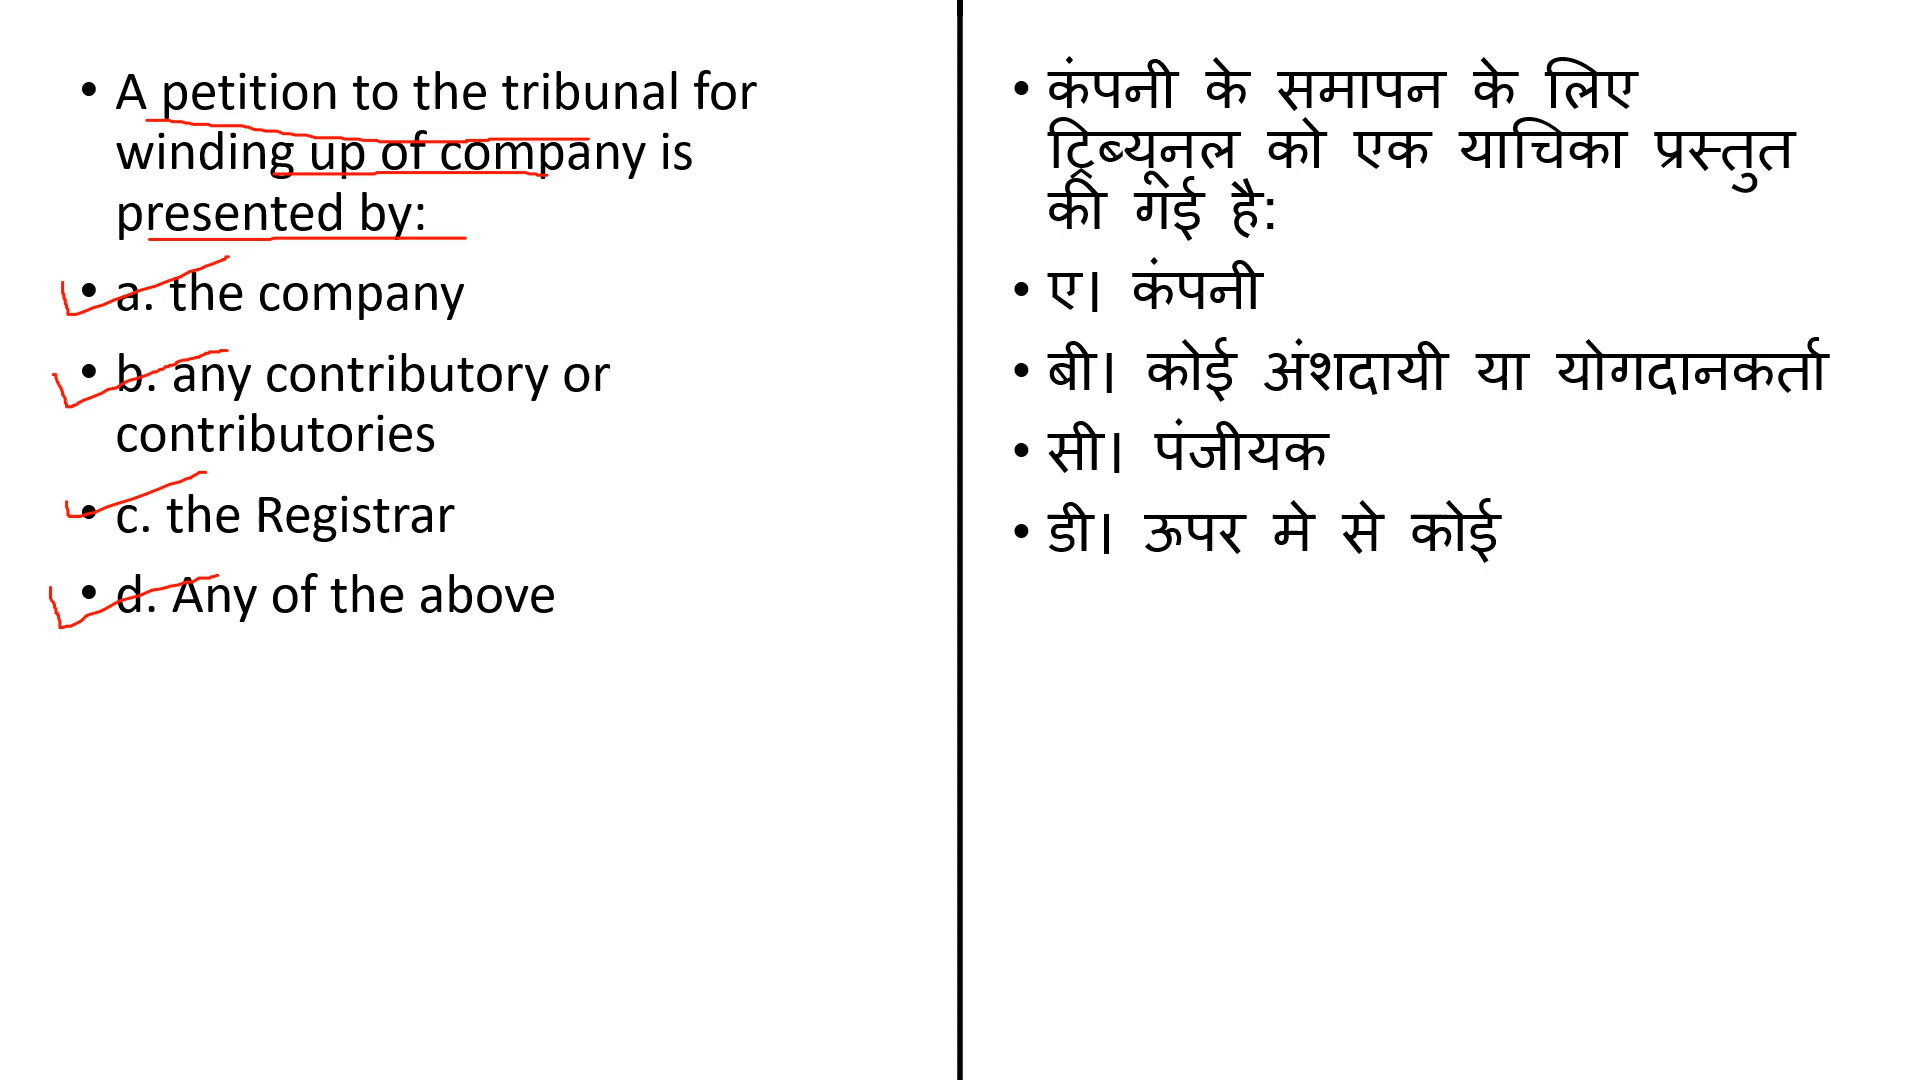 • A petition to the tribunal for
winding up of company is
presented by:
• a. the company
• b. any contributory or
contributories
• c. the Registrar
• d. Any of the above
• कंपनी के समापन के लिए
ट्रिब्यूनल को एक याचिका प्रस्तुत
की गई है:
• ए। कंपनी
• बी। कोई अंशदायी या योगदानकर्ता
• सी। पंजीयक
• डी। ऊपर मे से कोई